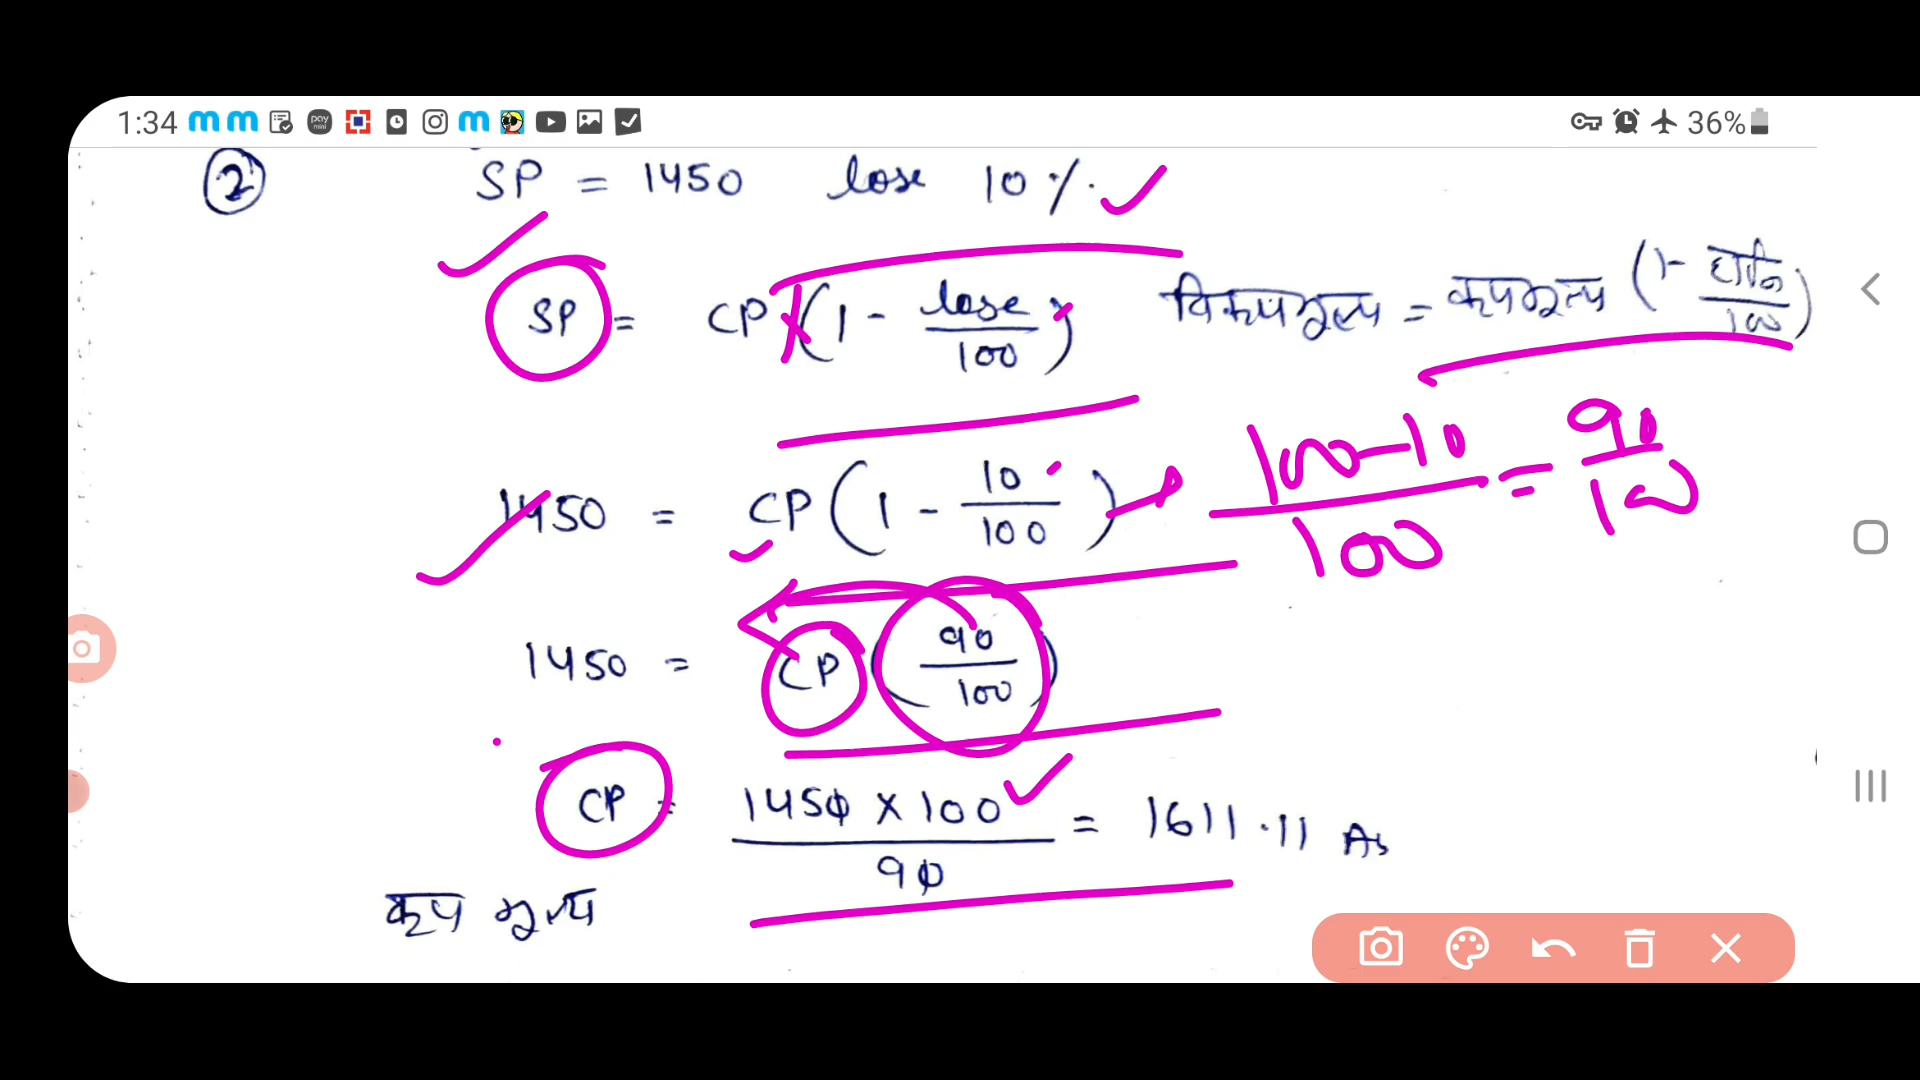 1:34 36%
② SP = 1450 lose 10%.
SP = CP (1 - lose/100) विक्रयमूल्य = क्रयमूल्य (1 - हानि/100)
1450 = CP (1 - 10/100) 100-10/100 = 90/100
1450 = CP (90/100)
CP = 1450 x 100/90 = 1611.11 As
क्रय मूल्य